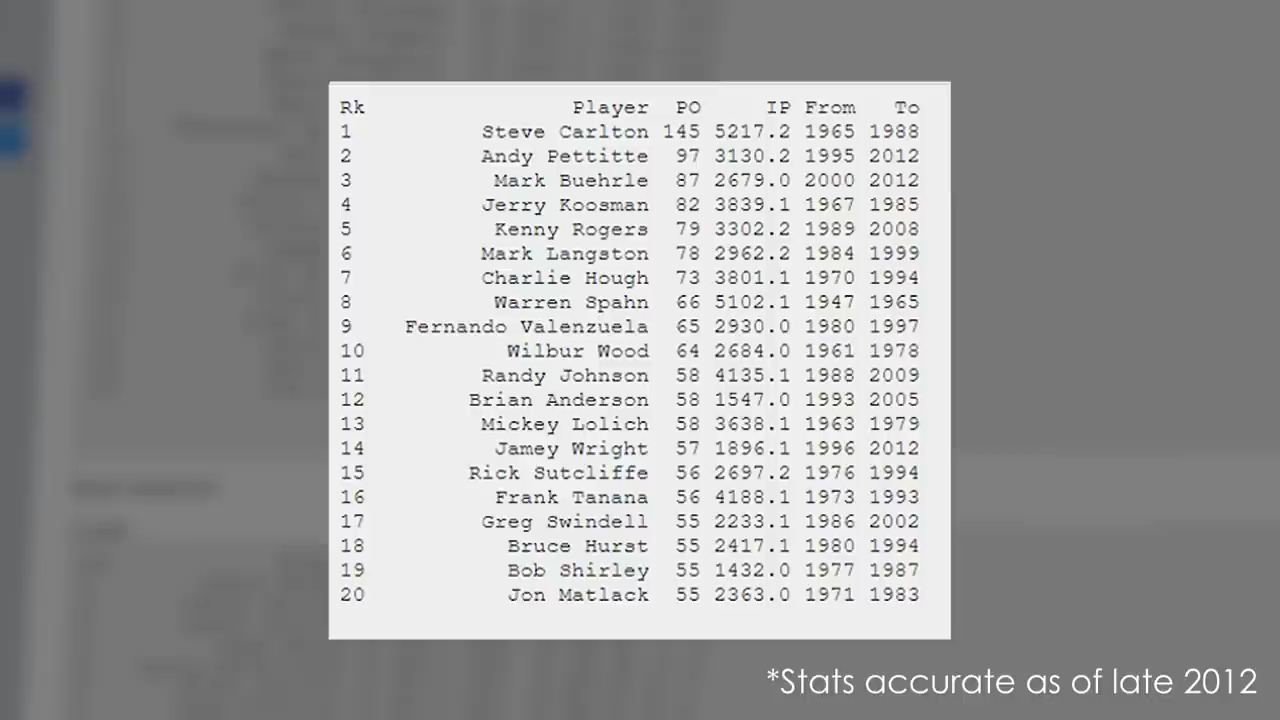 Rk Player PO IP From To
1 Steve Carlton 145 5217.2 1965 1988
2 Andy Pettitte 97 3130.2 1995 2012
3 Mark Buehrle 87 2679.0 2000 2012
4 Jerry Koosman 82 3839.1 1967 1985
5 Kenny Rogers 79 3302.2 1989 2008
6 Mark Langston 78 2962.2 1984 1999
7 Charlie Hough 73 3801.1 1970 1994
8 Warren Spahn 66 5102.1 1947 1965
9 Fernando Valenzuela 65 2930.0 1980 1997
10 Wilbur Wood 64 2684.0 1961 1978
11 Randy Johnson 58 4135.1 1988 2009
12 Brian Anderson 58 1547.0 1993 2005
13 Mickey Lolich 58 3638.1 1963 1979
14 Jamey Wright 57 1896.1 1996 2012
15 Rick Sutcliffe 56 2697.2 1976 1994
16 Frank Tanana 56 4188.1 1973 1993
17 Greg Swindell 55 2233.1 1986 2002
18 Bruce Hurst 55 2417.1 1980 1994
19 Bob Shirley 55 1432.0 1977 1987
20 Jon Matlack 55 2363.0 1971 1983
*Stats accurate as of late 2012